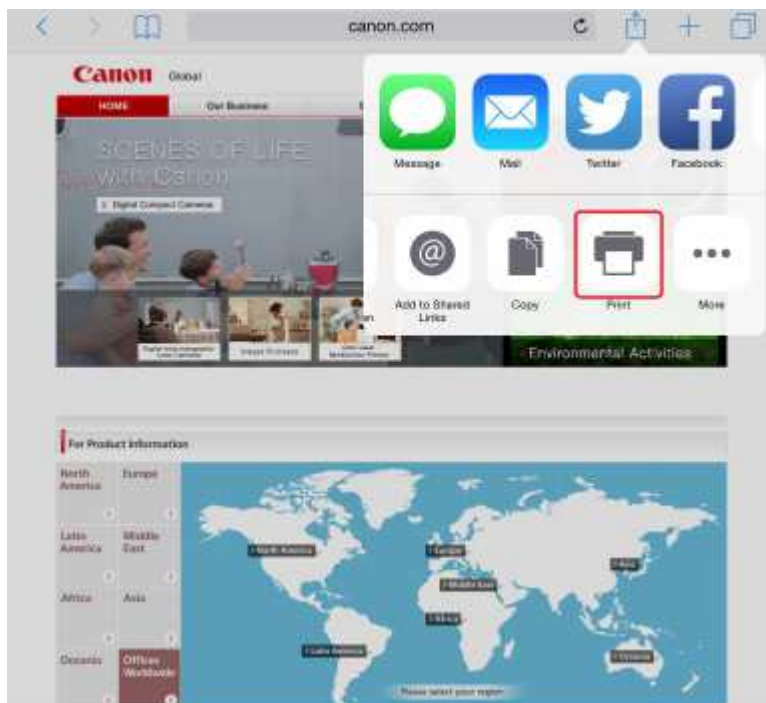 canon.com
Canon Global
HOME
Our Business
SCENES OF LIFE
with Canon
Digital Compact Cameras
Message
Mail
Twitter
Facebook
Add to Shared
Links
Copy
Print
More
Environmental Activities
For Product Information
North
America
Europe
Latin
America
Middle
East
Africa
Asia
Oceania
Offices
Worldwide
North America
Europe
Asia
Middle East
Africa
Latin America
Oceania
Please select your region